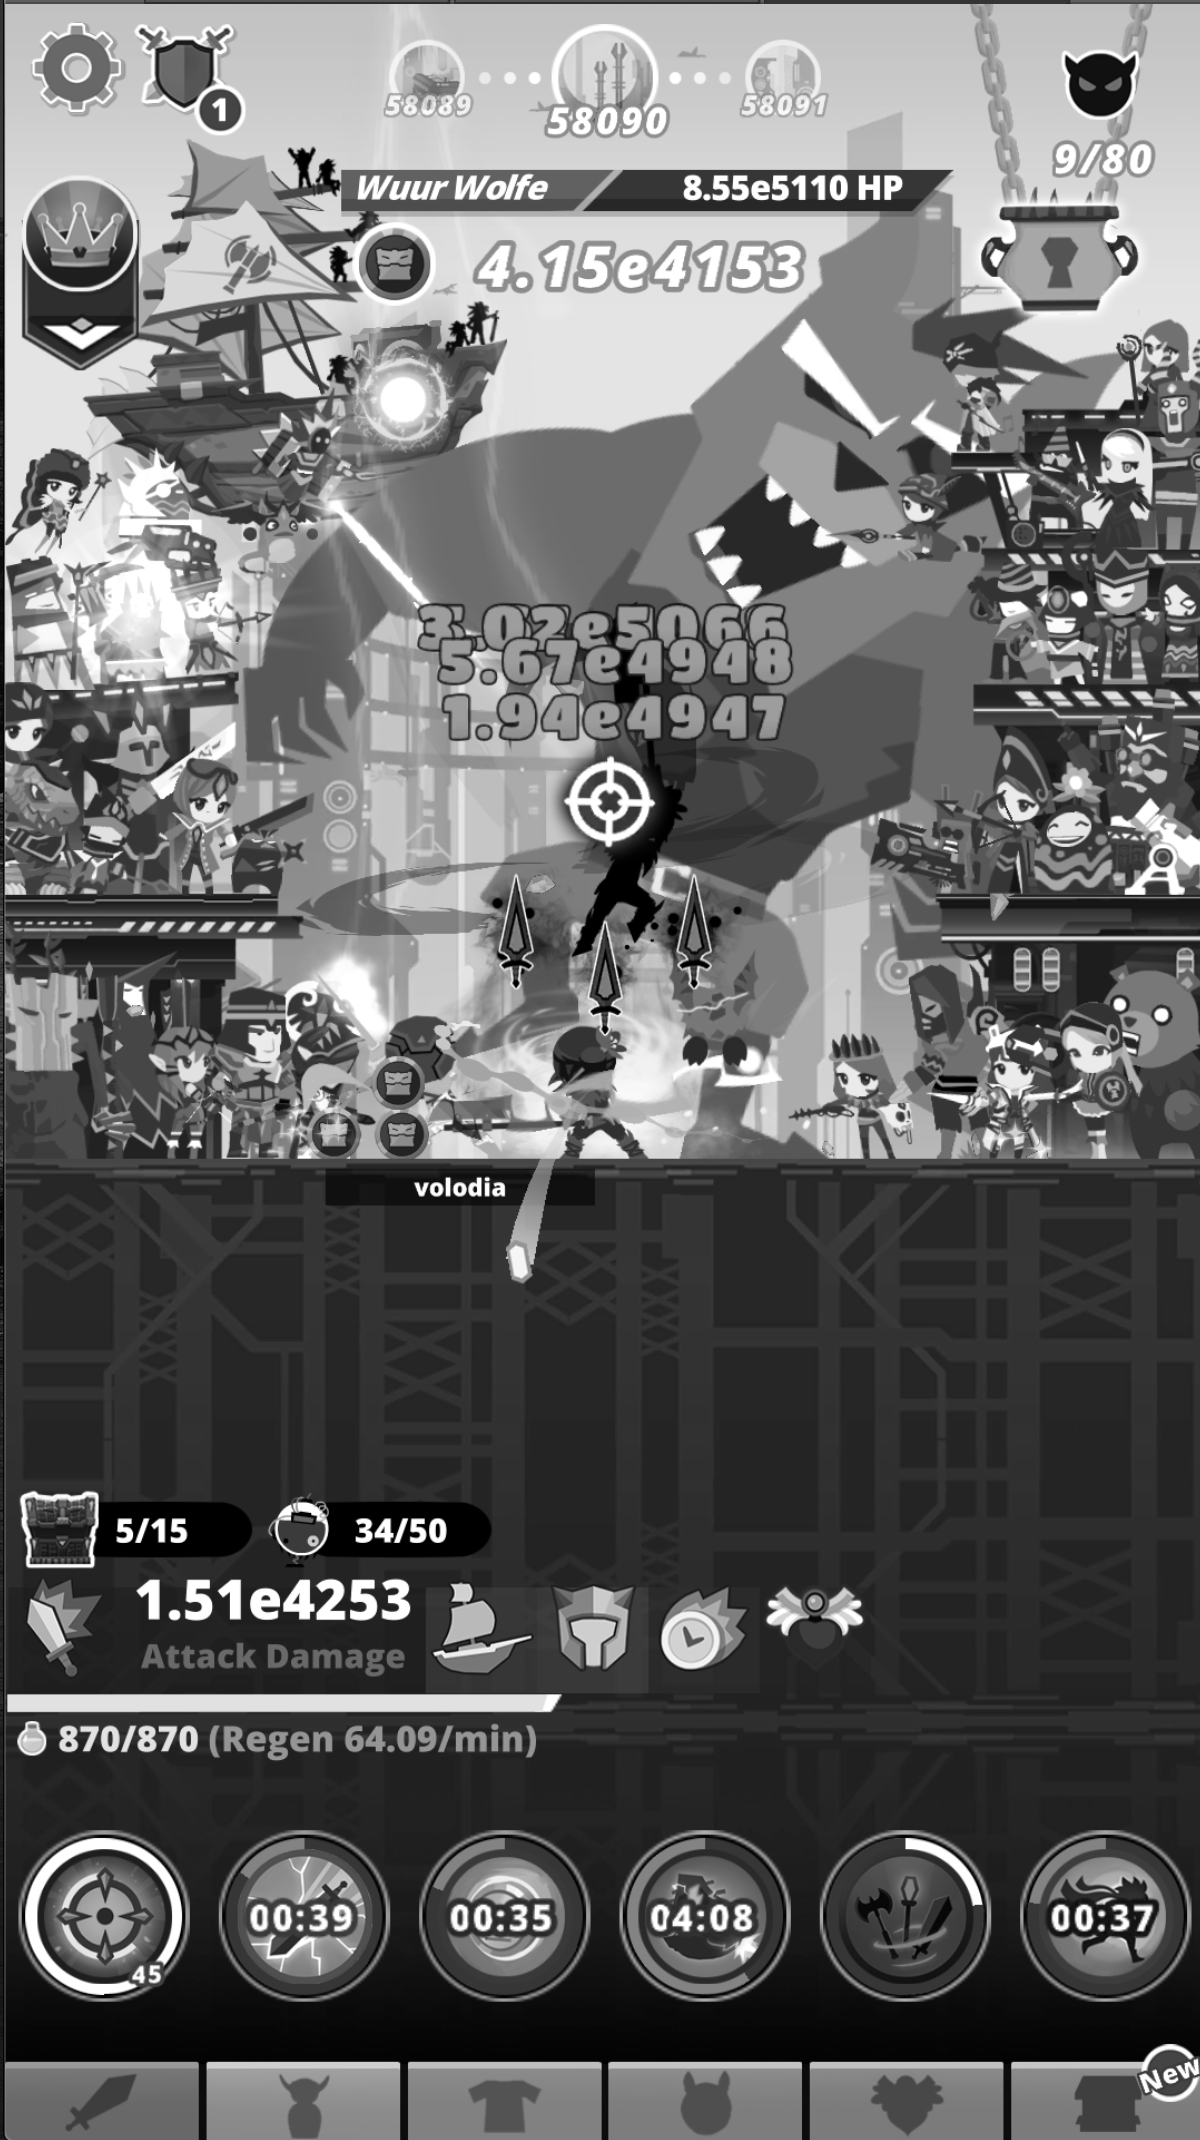 1
58089
58090
58091
9/80
Wuur Wolfe
8.55e5110 HP
4.15e4153
3.02e5066
5.67e4948
1.94e4947
volodia
5/15
34/50
1.51e4253
Attack Damage
870/870 (Regen 64.09/min)
45
00:39
00:35
04:08
00:37
New